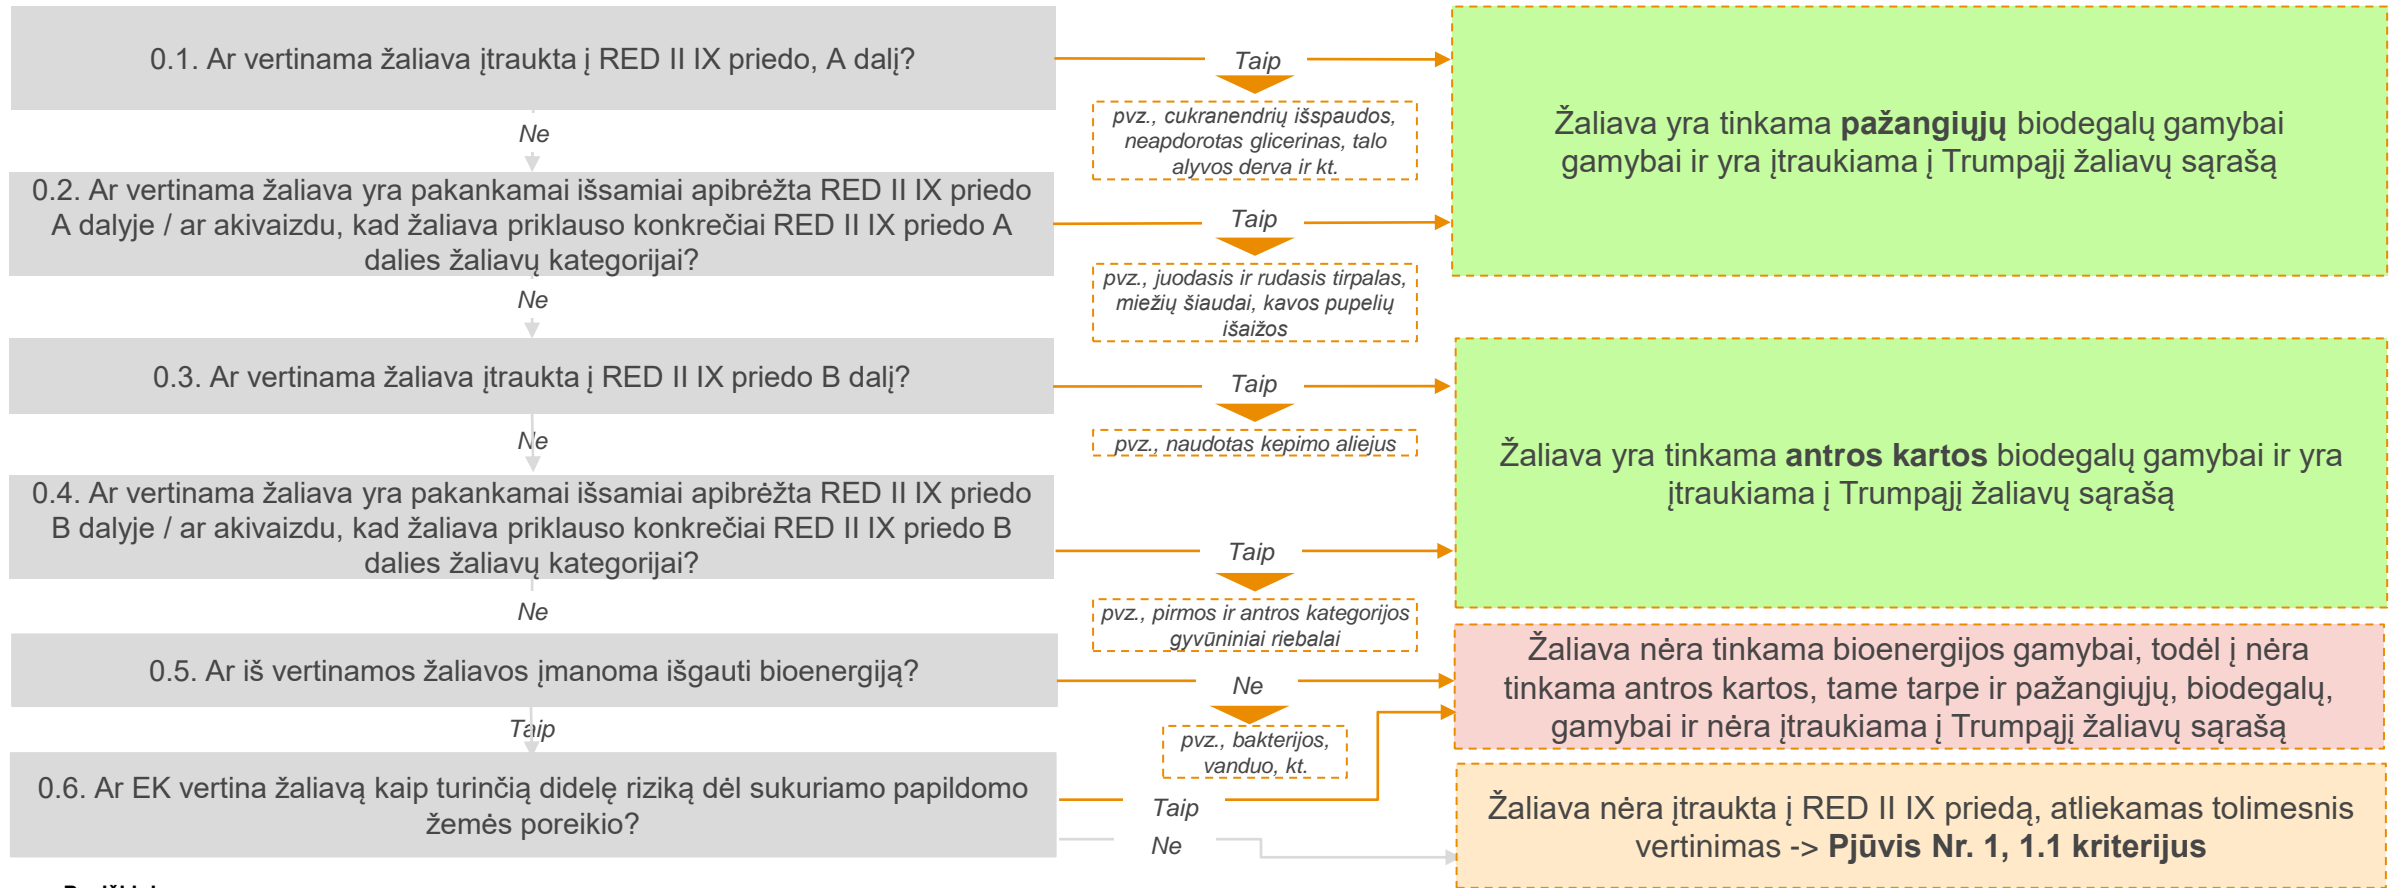 0.1. Ar vertinama žaliava įtraukta į RED II IX priedo, A dalį?
Taip
pvz., cukranendrių išspaudos,
neapdorotas glicerinas, talo
alyvos derva ir kt.
Žaliava yra tinkama pažangiųjų biodegalų gamybai
gamybai ir yra įtraukiama į Trumpąjį žaliavų sąrašą
Ne
0.2. Ar vertinama žaliava yra pakankamai išsamiai apibrėžta RED II IX priedo
A dalyje / ar akivaizdu, kad žaliava priklauso konkrečiai RED II IX priedo A
dalies žaliavų kategorijai?
Taip
pvz., juodasis ir rudasis tirpalas,
miežių šiaudai, kavos pupelių
išaižos
Ne
0.3. Ar vertinama žaliava įtraukta į RED II IX priedo B dalį?
Taip
pvz., naudotas kepimo aliejus
Žaliava yra tinkama antros kartos biodegalų gamybai ir yra
įtraukiama į Trumpąjį žaliavų sąrašą
Ne
0.4. Ar vertinama žaliava yra pakankamai išsamiai apibrėžta RED II IX priedo
B dalyje / ar akivaizdu, kad žaliava priklauso konkrečiai RED II IX priedo B
dalies žaliavų kategorijai?
Taip
pvz., pirmos ir antros kategorijos
gyvūniniai riebalai
Ne
0.5. Ar iš vertinamos žaliavos įmanoma išgauti bioenergiją?
Ne
pvz., bakterijos,
vanduo, kt.
Žaliava nėra tinkama bioenergijos gamybai, todėl į nėra
tinkama antros kartos, tame tarpe ir pažangiųjų, biodegalų,
gamybai ir nėra įtraukiama į Trumpąjį žaliavų sąrašą
Taip
0.6. Ar EK vertina žaliavą kaip turinčią didelę riziką dėl sukuriamo papildomo
žemės poreikio?
Taip
Ne
Žaliava nėra įtraukta į RED II IX priedą, atliekamas tolimesnis
vertinimas -> Pjūvis Nr. 1, 1.1 kriterijus